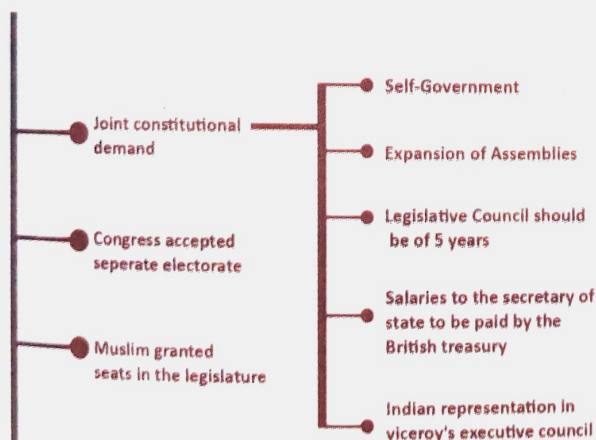 Joint constitutional
demand
Congress accepted
seperate electorate
Muslim granted
seats in the legislature
Self-Government
Expansion of Assemblies
Legislative Council should
be of 5 years
Salaries to the secretary of
state to be paid by the
British treasury
Indian representation in
viceroy's executive council